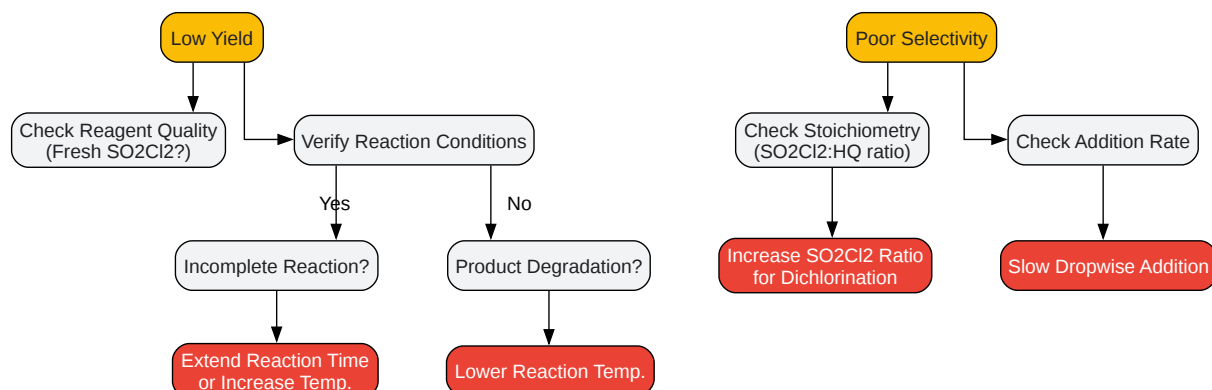 Low Yield
Poor Selectivity
Check Reagent Quality
(Fresh SO2Cl2?)
Verify Reaction Conditions
Check Stoichiometry
(SO2Cl2:HQ ratio)
Check Addition Rate
Yes
No
Incomplete Reaction?
Product Degradation?
Increase SO2Cl2 Ratio
for Dichlorination
Slow Dropwise Addition
Extend Reaction Time
or Increase Temp.
Lower Reaction Temp.